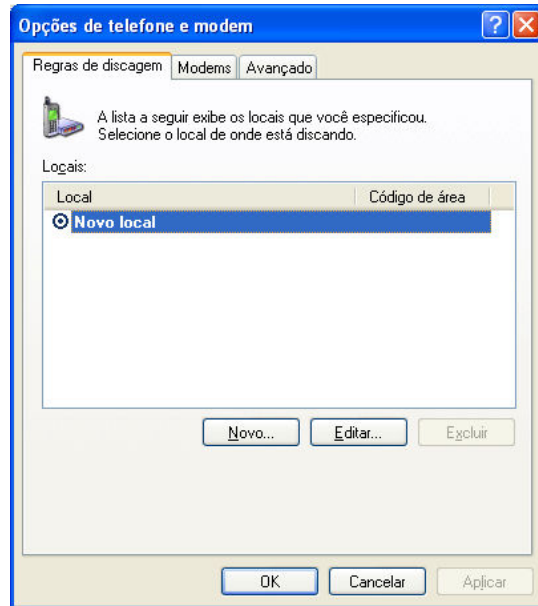 Opções de telefone e modem
Regras de discagem Modems Avançado
A lista a seguir exibe os locais que você especificou.
Selecione o local de onde está discando.
Locais:
Local Código de área
Novo local
Novo... Editar... Excluir
OK Cancelar Aplicar